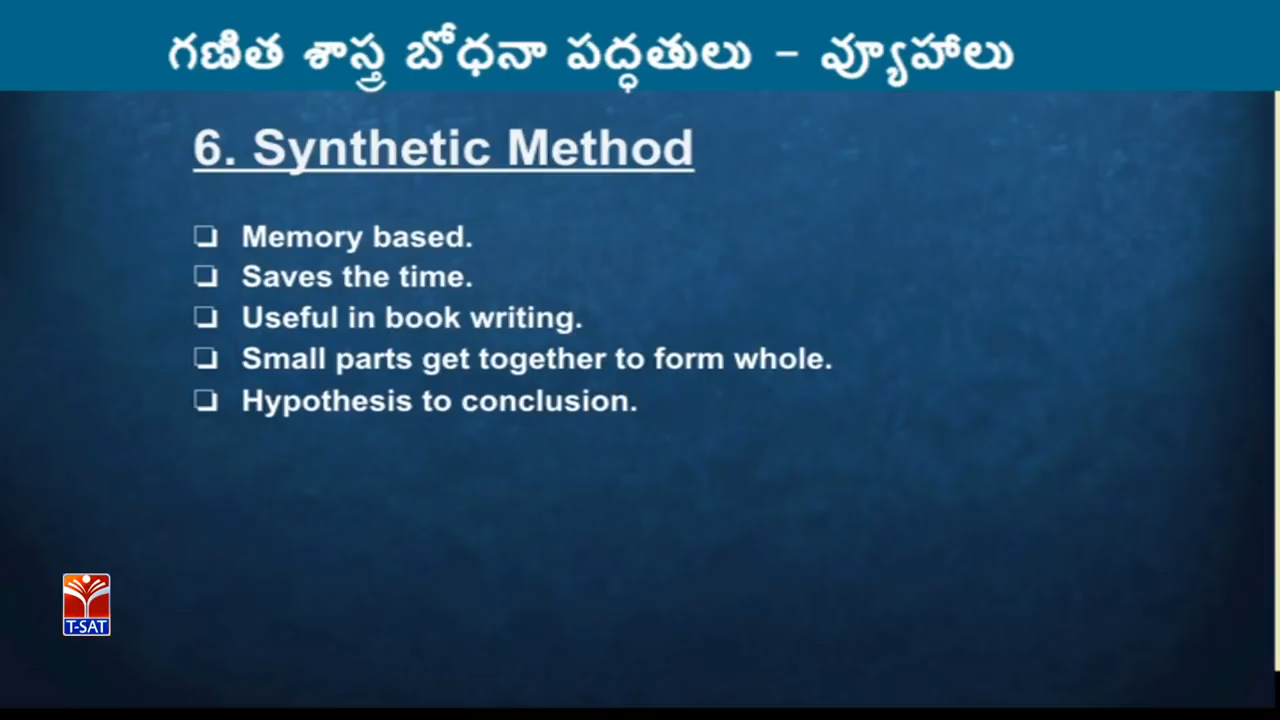 గణిత శాస్త్ర బోధనా పద్ధతులు - వ్యూహాలు
6. Synthetic Method
❑ Memory based.
❑ Saves the time.
❑ Useful in book writing.
❑ Small parts get together to form whole.
❑ Hypothesis to conclusion.
T-SAT